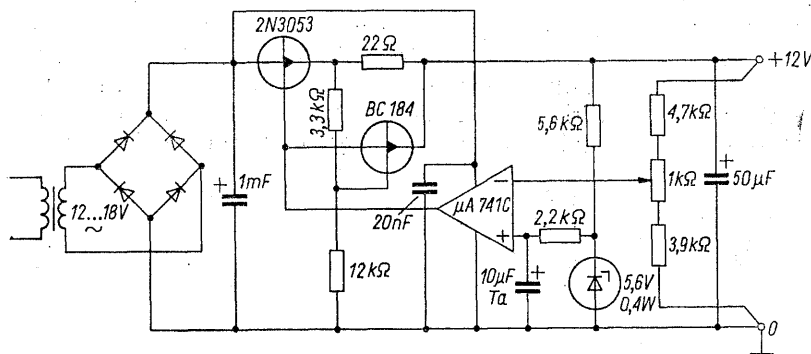 2N3053
22Ω
+12V
3,3kΩ
BC 184
5,6kΩ
4,7kΩ
+
1mF
12...18V
~
20nF
µA 741C
−
+
1kΩ
+
50µF
2,2kΩ
3,9kΩ
12kΩ
10µF
Ta
+
5,6V
0,4W
0